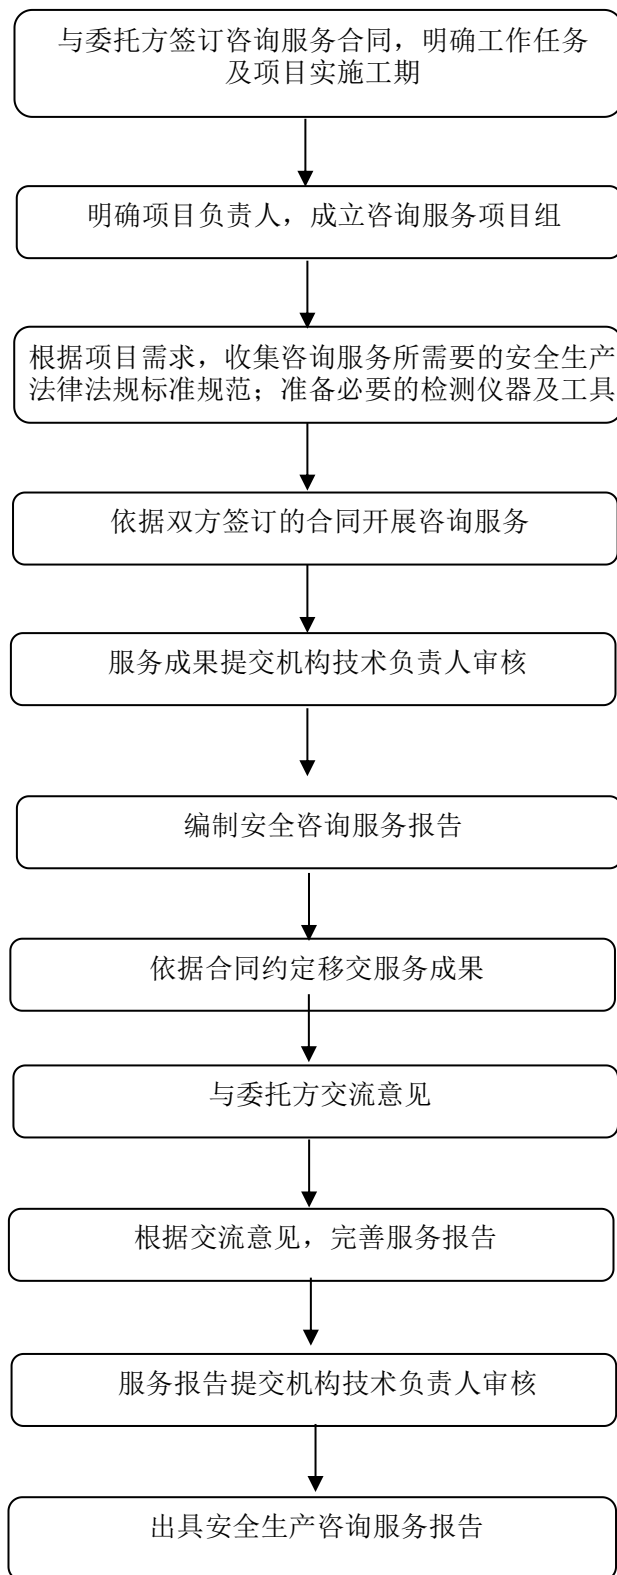 与委托方签订咨询服务合同，明确工作任务
及项目实施工期
明确项目负责人，成立咨询服务项目组
根据项目需求，收集咨询服务所需要的安全生产
法律法规标准规范；准备必要的检测仪器及工具
依据双方签订的合同开展咨询服务
服务成果提交机构技术负责人审核
编制安全咨询服务报告
依据合同约定移交服务成果
与委托方交流意见
根据交流意见，完善服务报告
服务报告提交机构技术负责人审核
出具安全生产咨询服务报告